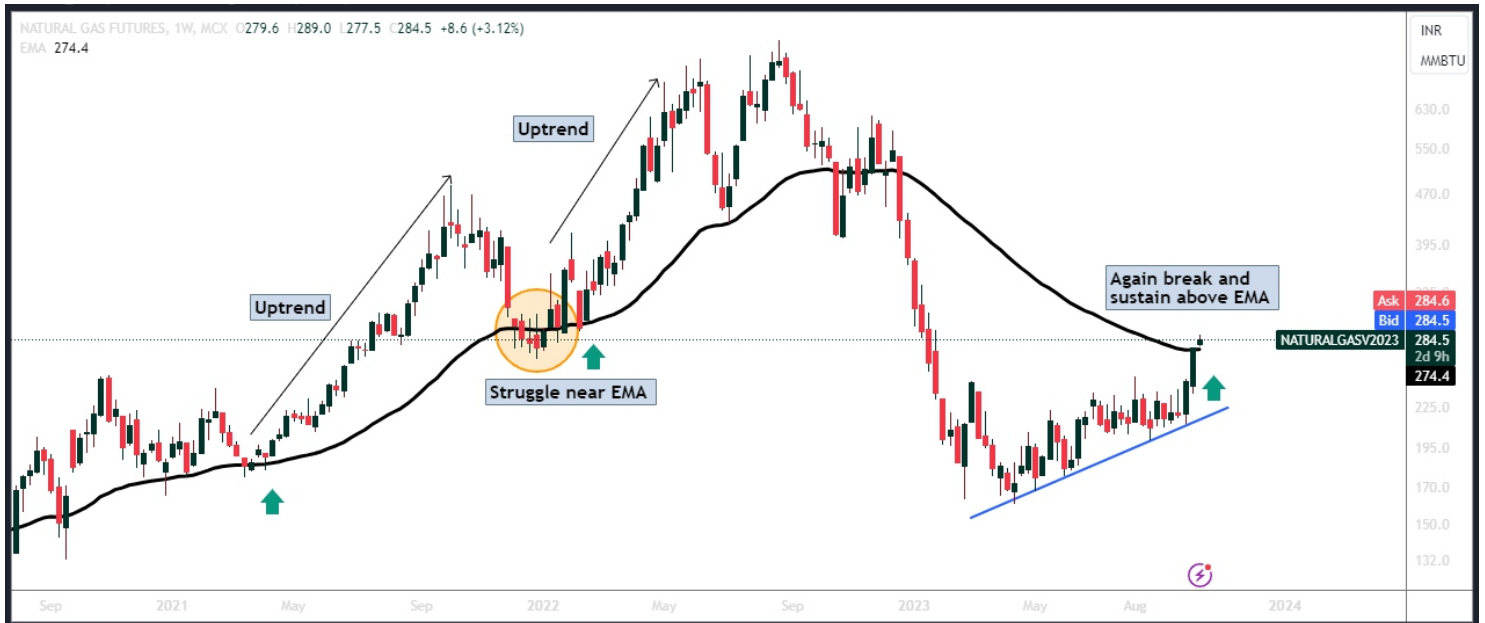 NATURAL GAS FUTURES, 1W, MCX O279.6 H289.0 L277.5 C284.5 +8.6 (+3.12%)
EMA 274.4
INR
MMBTU
630.0
Uptrend
550.0
470.0
395.0
Again break and
sustain above EMA
Uptrend
Ask 284.6
Bid 284.5
NATURALGASV2023 284.5
2d 9h
274.4
Struggle near EMA
225.0
195.0
170.0
150.0
132.0
Sep 2021 May Sep 2022 May Sep 2023 May Aug 2024